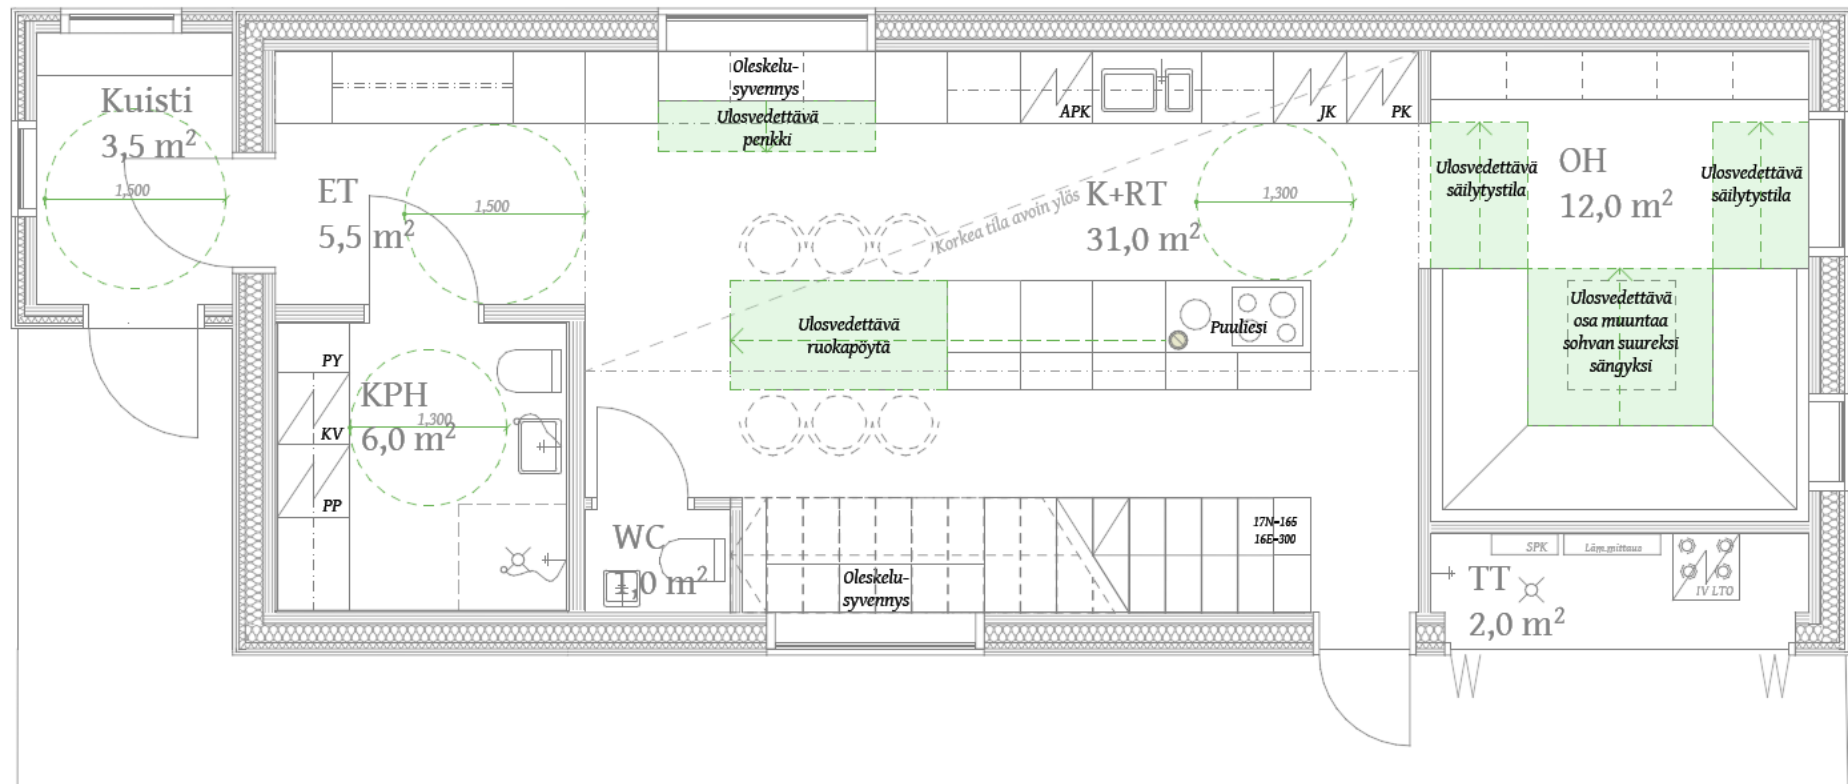 Kuisti
3,5 m²
1,500
ET
5,5 m²
1,500
Oleskelu-
syvennys
Ulosvedettävä
penkki
APK
JK
PK
K+RT
31,0 m²
1,300
Korkea tila avoin ylös
Ulosvedettävä
säilytystila
OH
12,0 m²
Ulosvedettävä
säilytystila
Ulosvedettävä
ruokapöytä
Puuliesi
Ulosvedettävä
osa muuntaa
sohvan suureksi
sängyksi
PY
KV
PP
KPH
6,0 m²
1,300
WC
1,0 m²
Oleskelu-
syvennys
17N=165
16E=300
SPK
Läm.mittaus
IV LTO
TT
2,0 m²